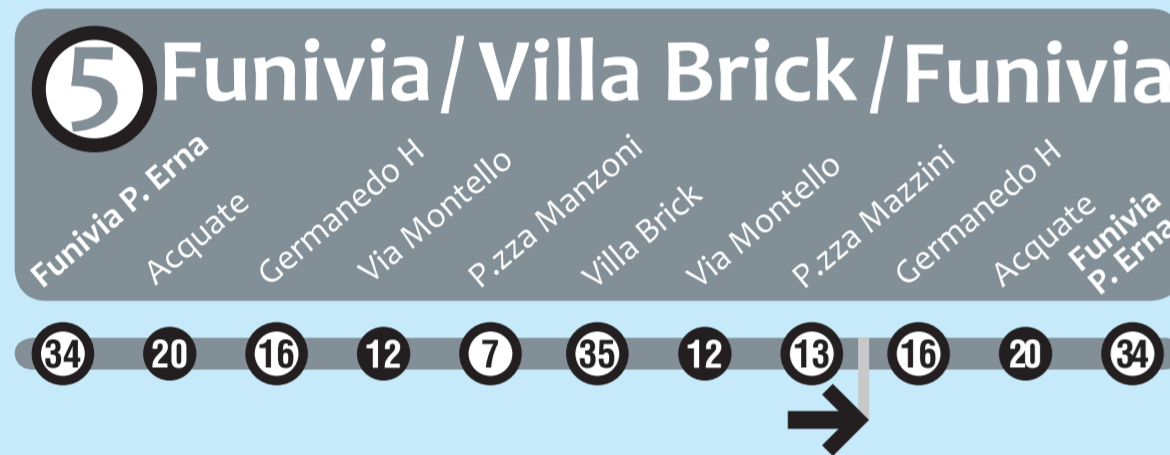 5 Funivia / Villa Brick / Funivia
Funivia P. Erna
Acquate
Germanedo H
Via Montello
P.zza Manzoni
Villa Brick
Via Montello
P.zza Mazzini
Germanedo H
Acquate
Funivia
P. Erna
34 20 16 12 7 35 12 13 16 20 34